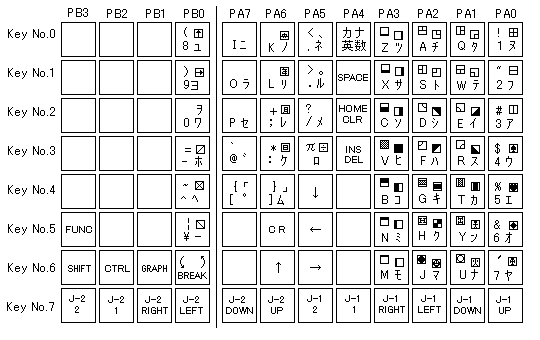 PB3 PB2 PB1 PB0 PA7 PA6 PA5 PA4 PA3 PA2 PA1 PA0
Key No.0 ( 8 ュ I ニ K ノ < 、 , ネ カナ 英数 Z ツ A チ Q タ ! 1 ヌ
Key No.1 ) 9 ョ O ラ L リ > 。 . ル SPACE X サ S ト W テ " 2 フ
Key No.2 ヲ 0 ワ P セ + ; レ ? / メ HOME CLR C ソ D シ E イ # 3 ア
Key No.3 = - ホ ` @ ゛ * : ケ π ロ INS DEL V ヒ F ハ R ス $ 4 ウ
Key No.4 ~ ^ ヘ { 「 [ ゜ } 」 ] ム ↓ B コ G キ T カ % 5 エ
Key No.5 FUNC ¦ ¥ ー CR ← N ミ H ク Y ン & 6 オ
Key No.6 SHIFT CTRL GRAPH BREAK ↑ → M モ J マ U ナ ' 7 ヤ
Key No.7 J-2 2 J-2 1 J-2 RIGHT J-2 LEFT J-2 DOWN J-2 UP J-1 2 J-1 1 J-1 RIGHT J-1 LEFT J-1 DOWN J-1 UP